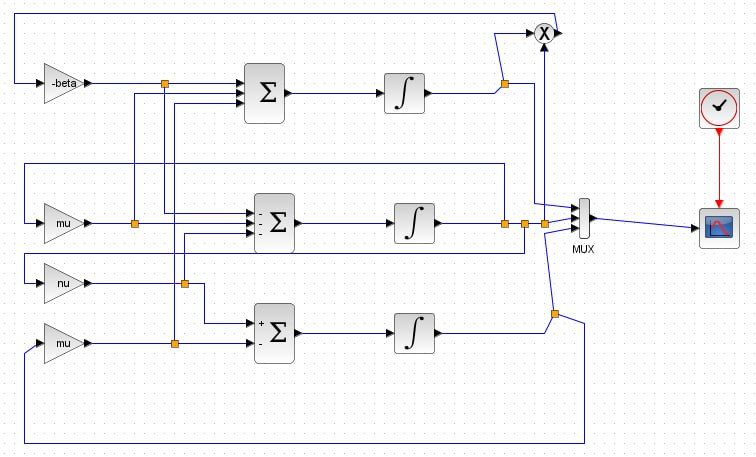 X
-beta
Σ
∫
mu
-
-
-
Σ
∫
MUX
nu
mu
+
-
Σ
∫